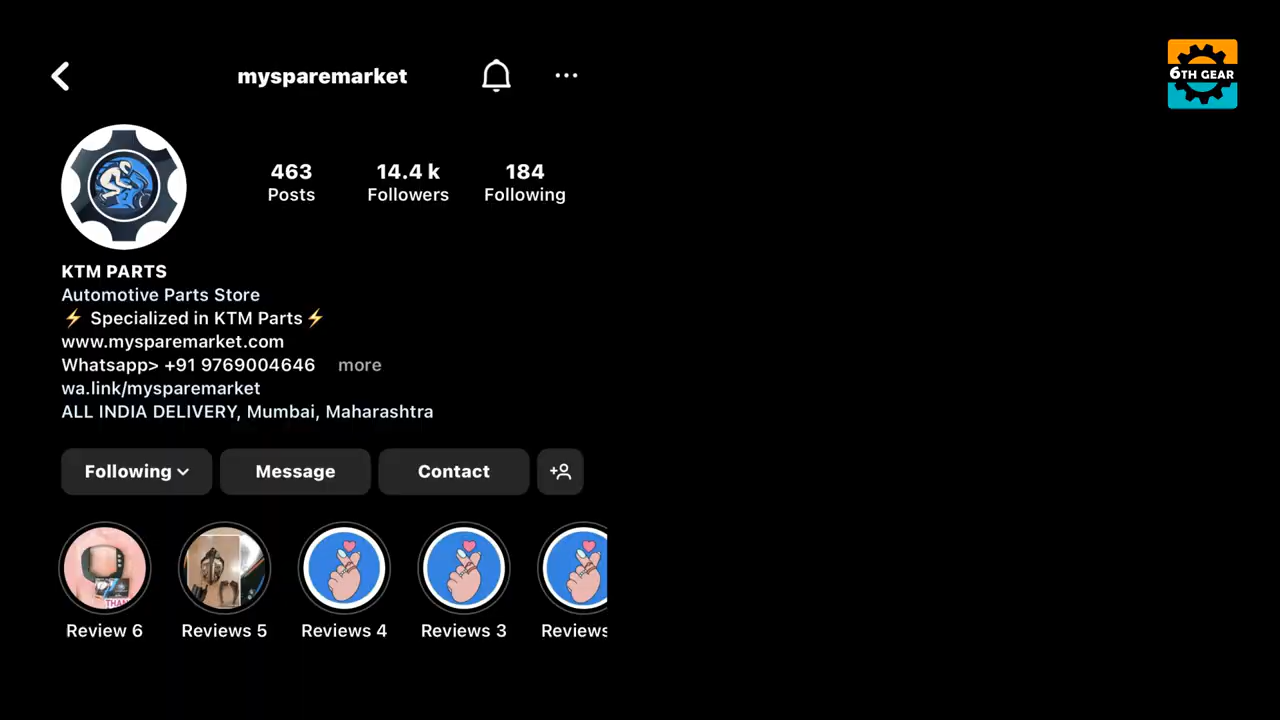 mysparemarket
6TH GEAR
463
Posts
14.4 k
Followers
184
Following
KTM PARTS
Automotive Parts Store
⚡ Specialized in KTM Parts⚡
www.mysparemarket.com
Whatsapp> +91 9769004646 more
wa.link/mysparemarket
ALL INDIA DELIVERY, Mumbai, Maharashtra
Following
Message
Contact
THAN
Review 6
Reviews 5
Reviews 4
Reviews 3
Reviews